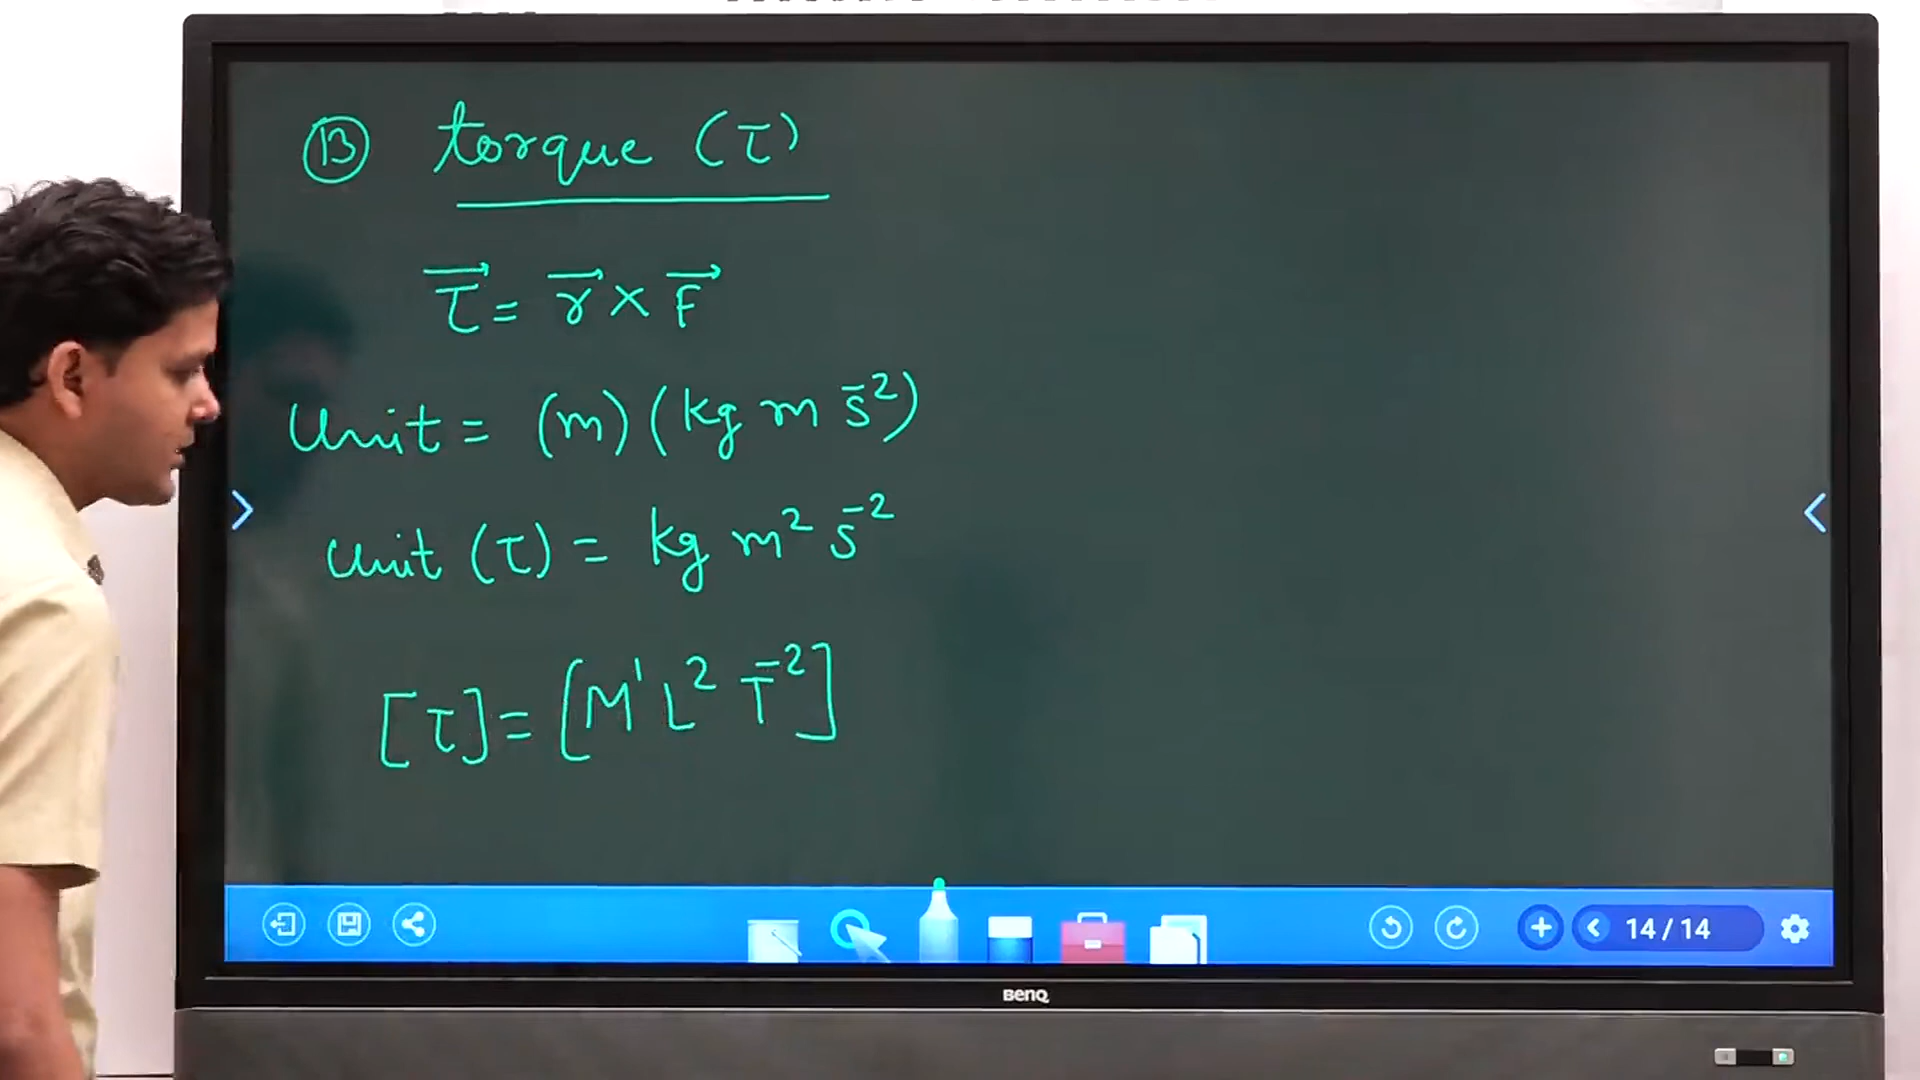 ⑬ torque (τ)
τ⃗ = r⃗ × F⃗
Unit = (m) (kg m s⁻²)
Unit (τ) = kg m² s⁻²
[τ] = [M¹ L² T⁻²]
14/14
BenQ